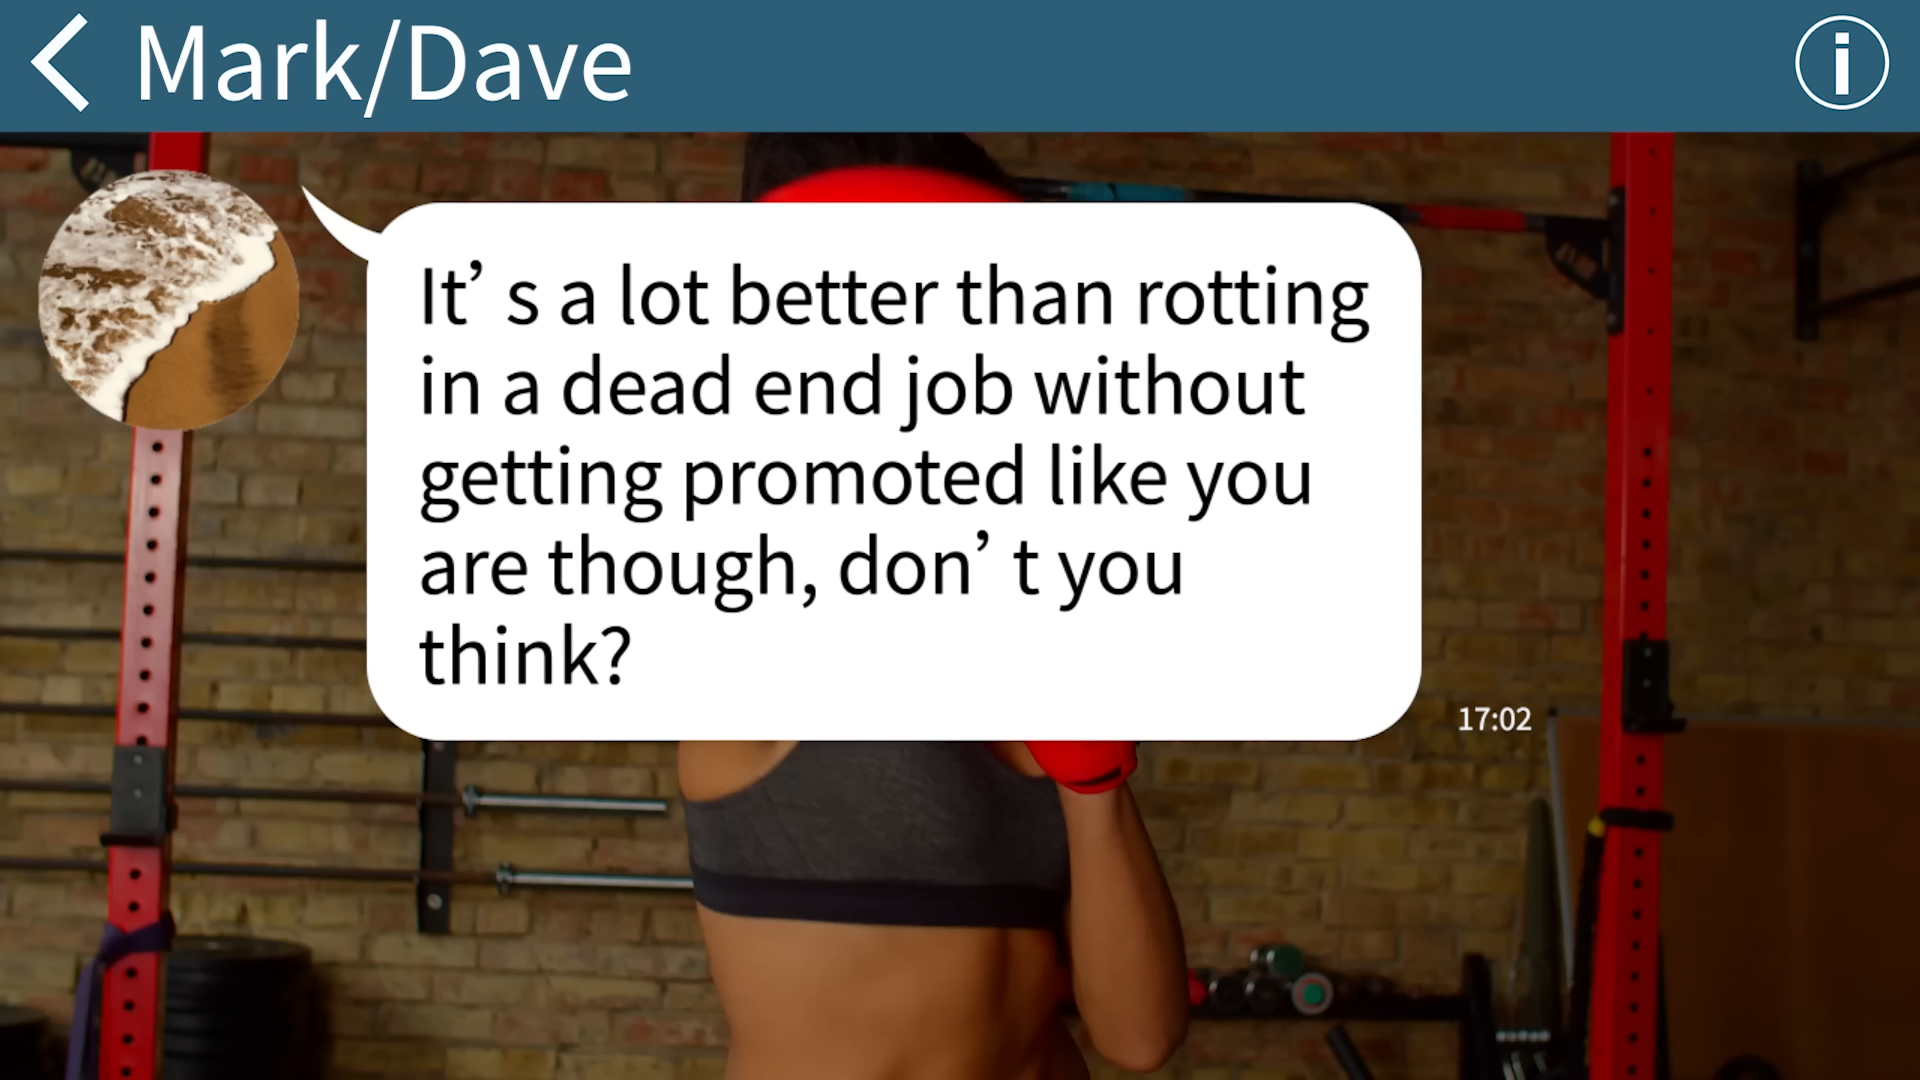 Mark/Dave
It’s a lot better than rotting
in a dead end job without
getting promoted like you
are though, don’t you
think?
17:02